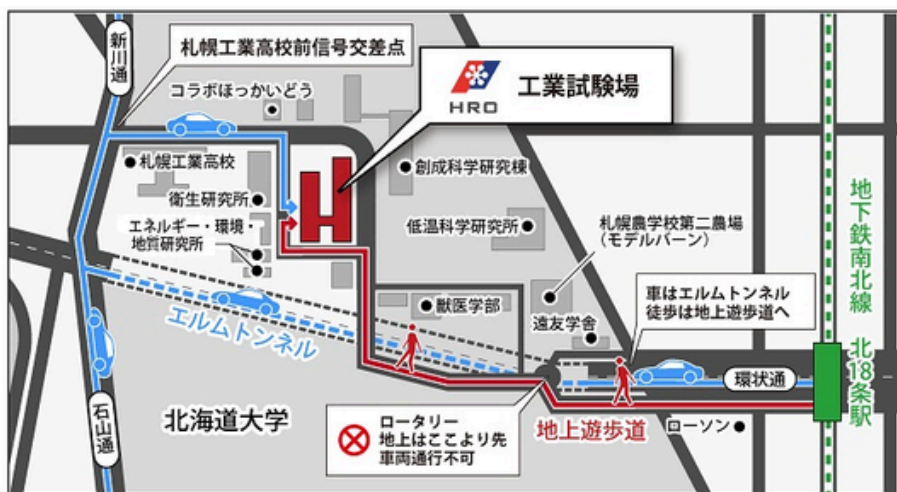 新川通
札幌工業高校前信号交差点
コラボほっかいどう
HRO
工業試験場
札幌工業高校
衛生研究所
エネルギー・環境・
地質研究所
創成科学研究棟
低温科学研究所
札幌農学校第二農場
（モデルバーン）
地下鉄南北線 北18条駅
獣医学部
遠友学舎
車はエルムトンネル
徒歩は地上遊歩道へ
エルムトンネル
環状通
石山通
北海道大学
ロータリー
地上はここより先
車両通行不可
地上遊歩道
ローソン